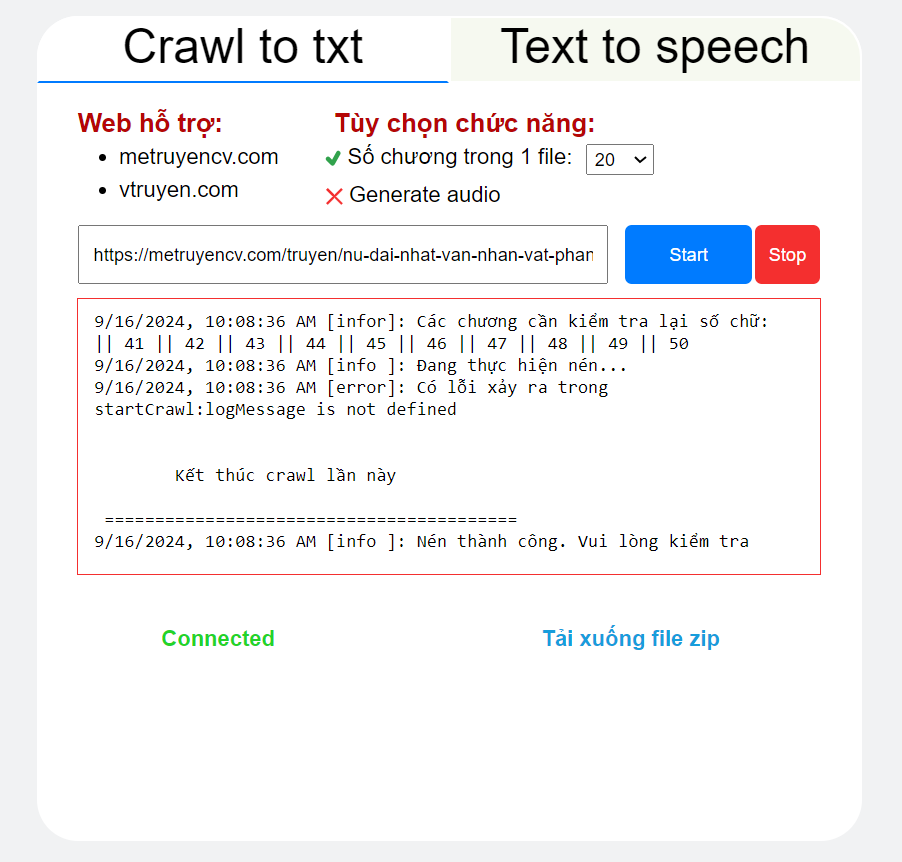 Crawl to txt
Text to speech
Web hỗ trợ:
metruyencv.com
vtruyen.com
Tùy chọn chức năng:
Số chương trong 1 file: 20
Generate audio
https://metruyencv.com/truyen/nu-dai-nhat-van-nhan-vat-phan
Start
Stop
9/16/2024, 10:08:36 AM [infor]: Các chương cần kiểm tra lại số chữ:
|| 41 || 42 || 43 || 44 || 45 || 46 || 47 || 48 || 49 || 50
9/16/2024, 10:08:36 AM [info ]: Đang thực hiện nén...
9/16/2024, 10:08:36 AM [error]: Có lỗi xảy ra trong
startCrawl:logMessage is not defined
Kết thúc crawl lần này
=========================================
9/16/2024, 10:08:36 AM [info ]: Nén thành công. Vui lòng kiểm tra
Connected
Tải xuống file zip